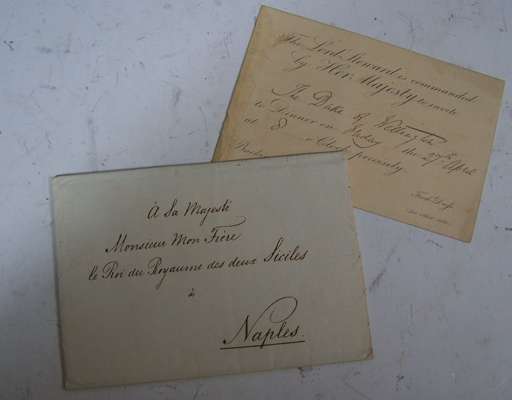 The Lord Steward is commanded
by Her Majesty to invite
The Duke of Wellington
to Dinner on the 27th April
at 8 o'Clock precisely
À Sa Majesté
Monsieur Mon Frère
le Roi du Royaume des deux Siciles
à
Naples.